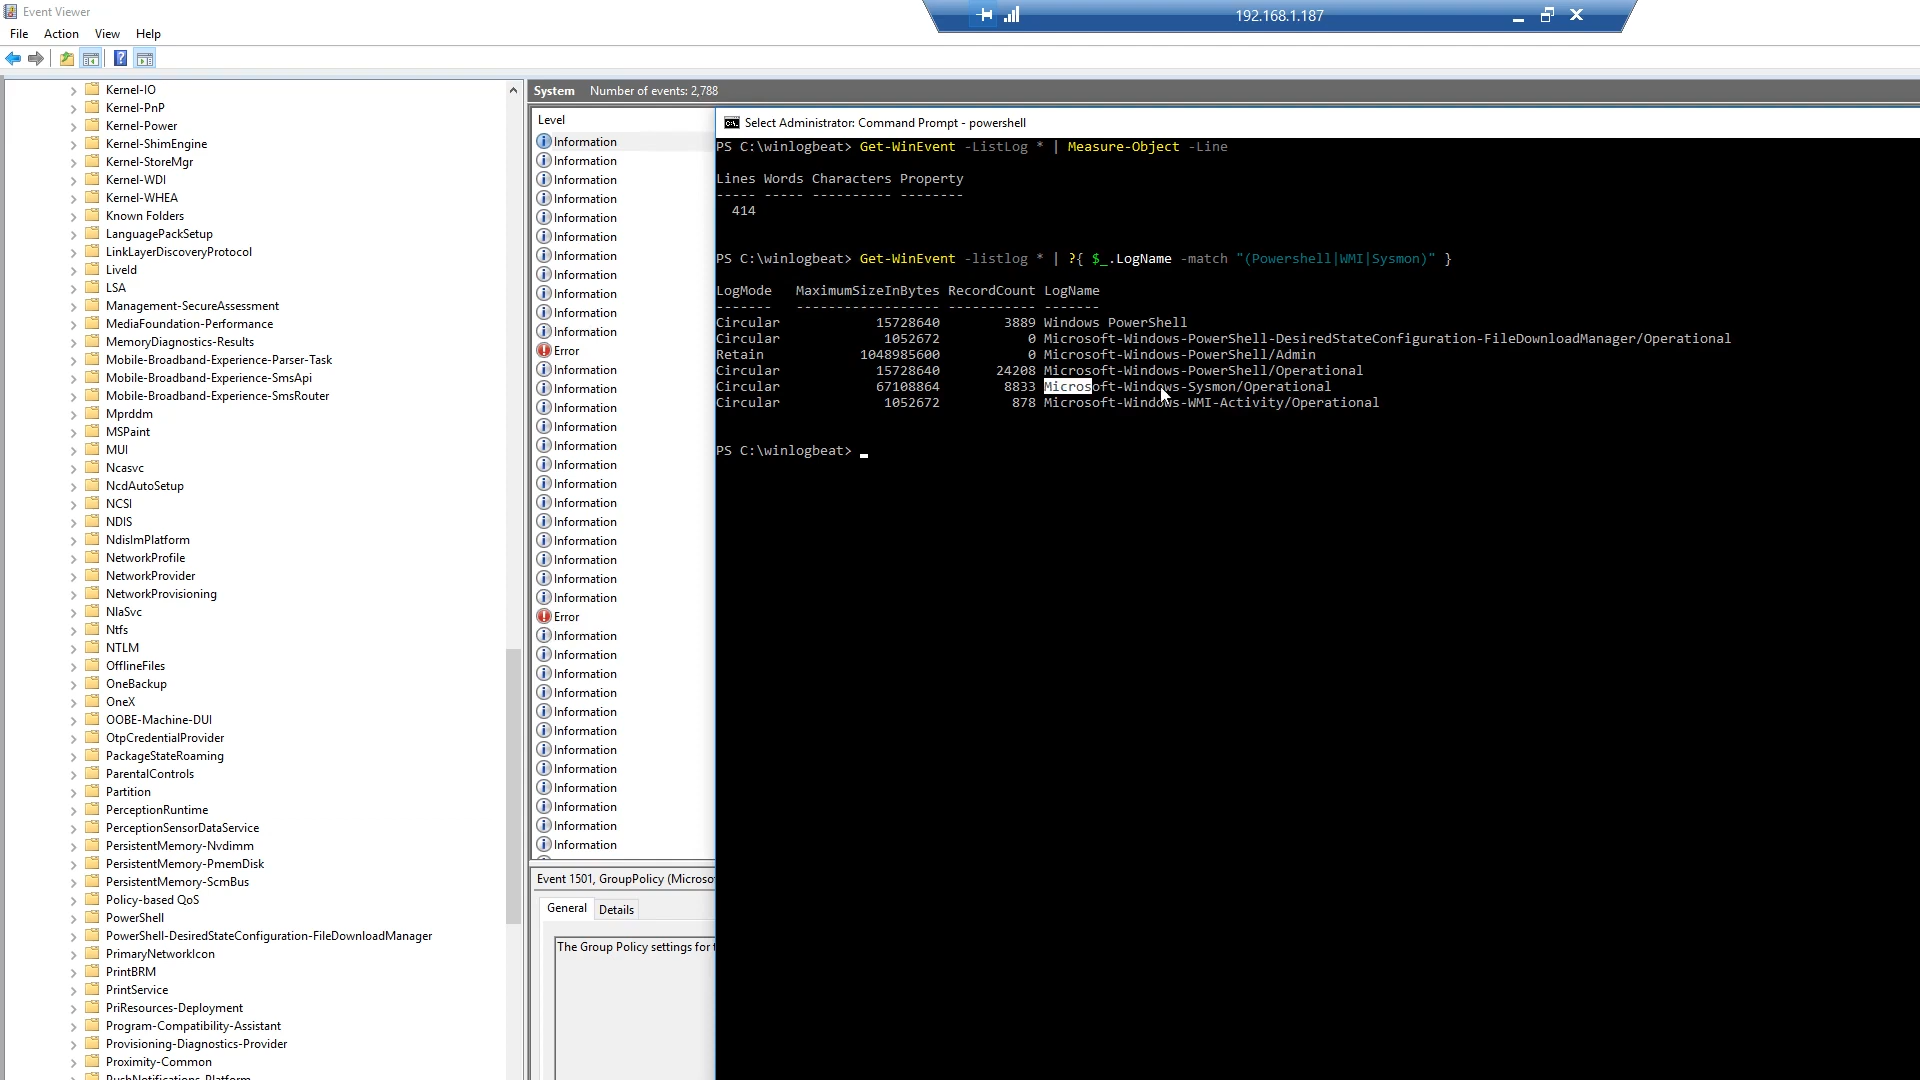 Event Viewer
192.168.1.187
File Action View Help
Kernel-IO
Kernel-PnP
Kernel-Power
Kernel-ShimEngine
Kernel-StoreMgr
Kernel-WDI
Kernel-WHEA
Known Folders
LanguagePackSetup
LinkLayerDiscoveryProtocol
LiveId
LSA
Management-SecureAssessment
MediaFoundation-Performance
MemoryDiagnostics-Results
Mobile-Broadband-Experience-Parser-Task
Mobile-Broadband-Experience-SmsApi
Mobile-Broadband-Experience-SmsRouter
Mprddm
MSPaint
MUI
Ncasvc
NcdAutoSetup
NCSI
NDIS
NdisImPlatform
NetworkProfile
NetworkProvider
NetworkProvisioning
NlaSvc
Ntfs
NTLM
OfflineFiles
OneBackup
OneX
OOBE-Machine-DUI
OtpCredentialProvider
PackageStateRoaming
ParentalControls
Partition
PerceptionRuntime
PerceptionSensorDataService
PersistentMemory-Nvdimm
PersistentMemory-PmemDisk
PersistentMemory-ScmBus
Policy-based QoS
PowerShell
PowerShell-DesiredStateConfiguration-FileDownloadManager
PrimaryNetworkIcon
PrintBRM
PrintService
PriResources-Deployment
Program-Compatibility-Assistant
Provisioning-Diagnostics-Provider
Proximity-Common
PushNotifications-Platform
System Number of events: 2,788
Level
Information
Information
Information
Information
Information
Information
Information
Information
Information
Information
Information
Error
Information
Information
Information
Information
Information
Information
Information
Information
Information
Information
Information
Information
Information
Error
Information
Information
Information
Information
Information
Information
Information
Information
Information
Information
Information
Information
Event 1501, GroupPolicy (Microso
General Details
The Group Policy settings for t
Select Administrator: Command Prompt - powershell
PS C:\winlogbeat> Get-WinEvent -ListLog * | Measure-Object -Line
Lines Words Characters Property
----- ----- ---------- --------
414
PS C:\winlogbeat> Get-WinEvent -listlog * | ?{ $_.LogName -match "(Powershell|WMI|Sysmon)" }
LogMode MaximumSizeInBytes RecordCount LogName
------- ------------------ ----------- -------
Circular 15728640 3889 Windows PowerShell
Circular 1052672 0 Microsoft-Windows-PowerShell-DesiredStateConfiguration-FileDownloadManager/Operational
Retain 1048985600 0 Microsoft-Windows-PowerShell/Admin
Circular 15728640 24208 Microsoft-Windows-PowerShell/Operational
Circular 67108864 8833 Microsoft-Windows-Sysmon/Operational
Circular 1052672 878 Microsoft-Windows-WMI-Activity/Operational
PS C:\winlogbeat>